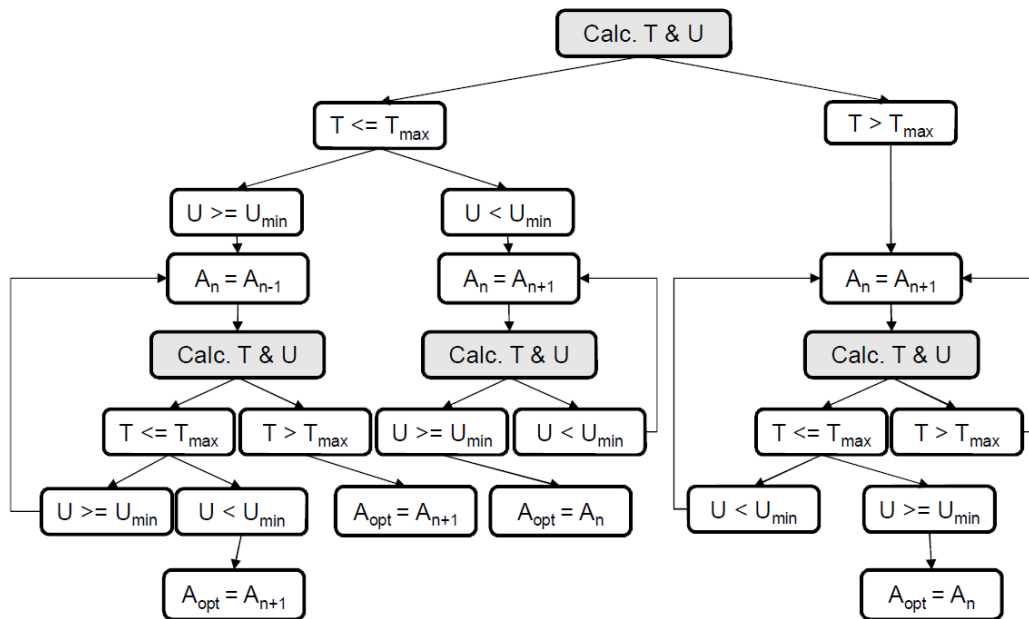 Calc. T & U
T <= Tmax
T > Tmax
U >= Umin
U < Umin
An = An-1
An = An+1
An = An+1
Calc. T & U
Calc. T & U
Calc. T & U
T <= Tmax
T > Tmax
U >= Umin
U < Umin
T <= Tmax
T > Tmax
U >= Umin
U < Umin
Aopt = An+1
Aopt = An
U < Umin
U >= Umin
Aopt = An+1
Aopt = An